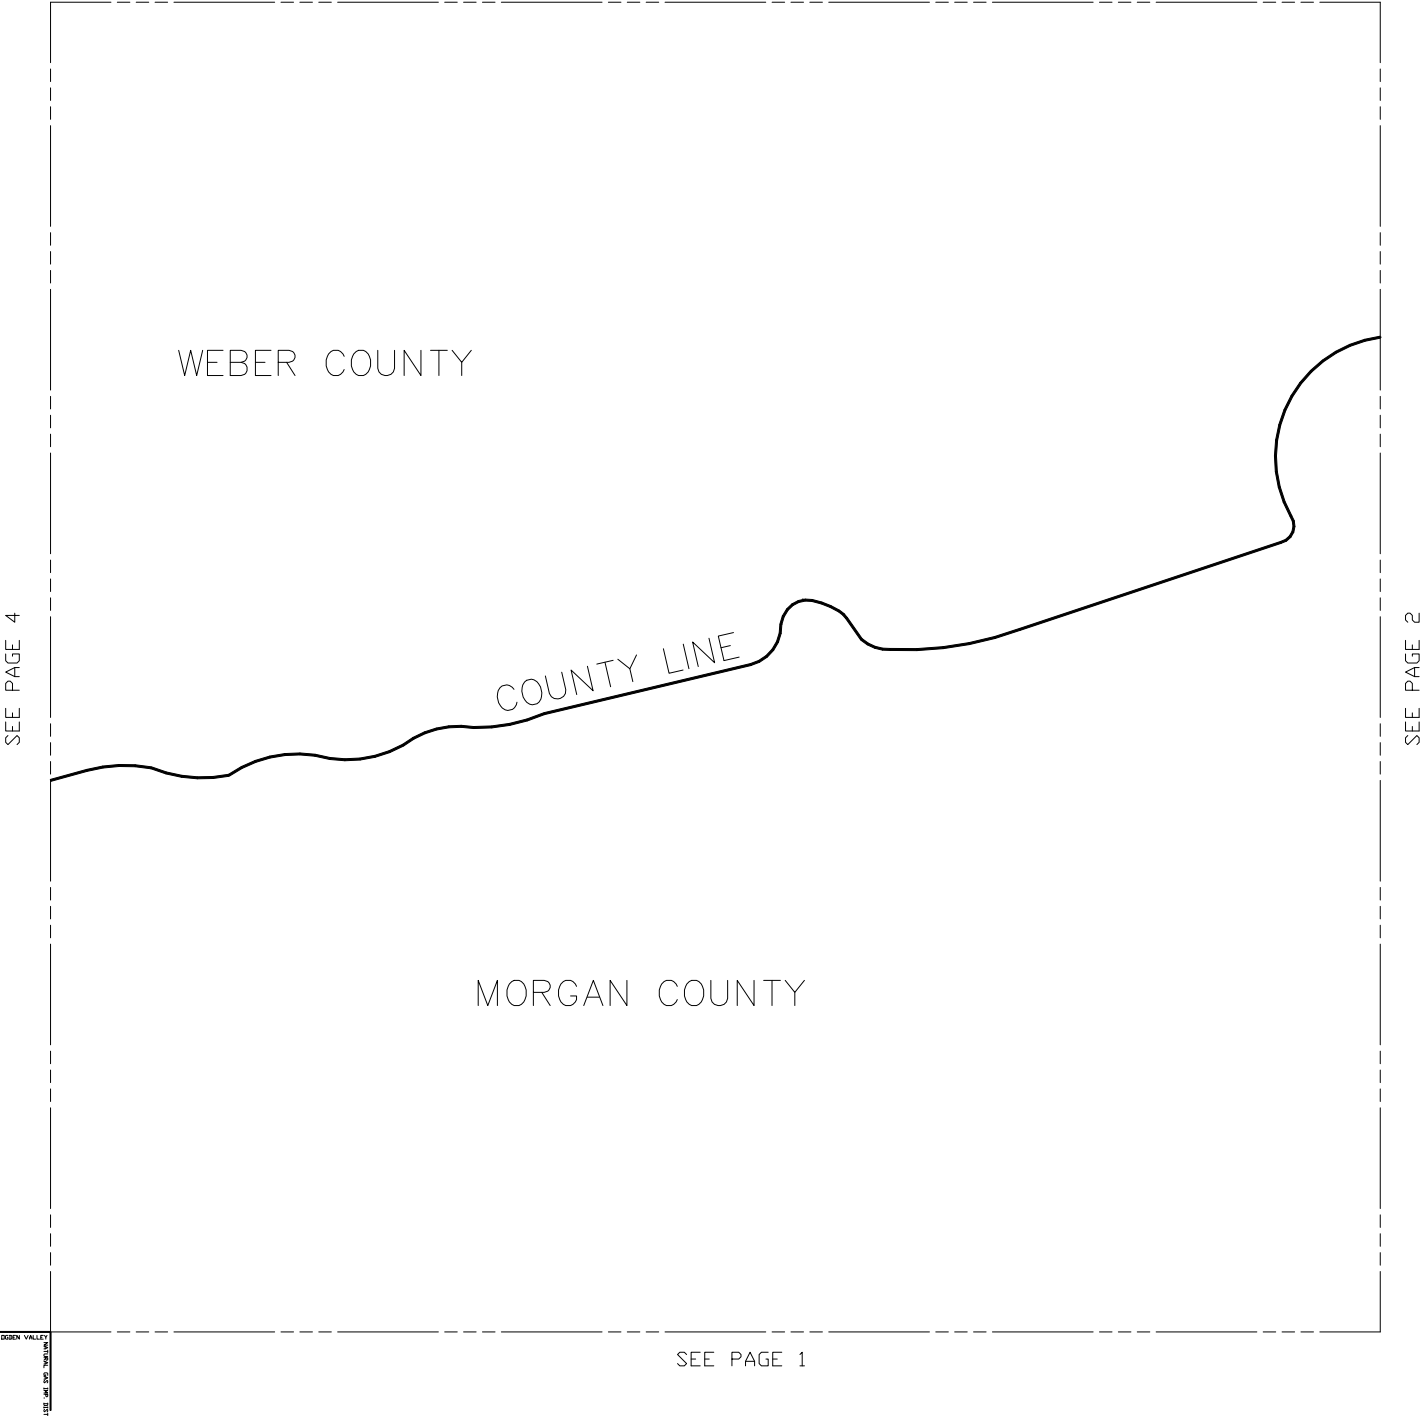 WEBER COUNTY
SEE PAGE 4
SEE PAGE 2
COUNTY LINE
MORGAN COUNTY
OGDEN VALLEY
NATURAL GAS IMP. DIST
SEE PAGE 1